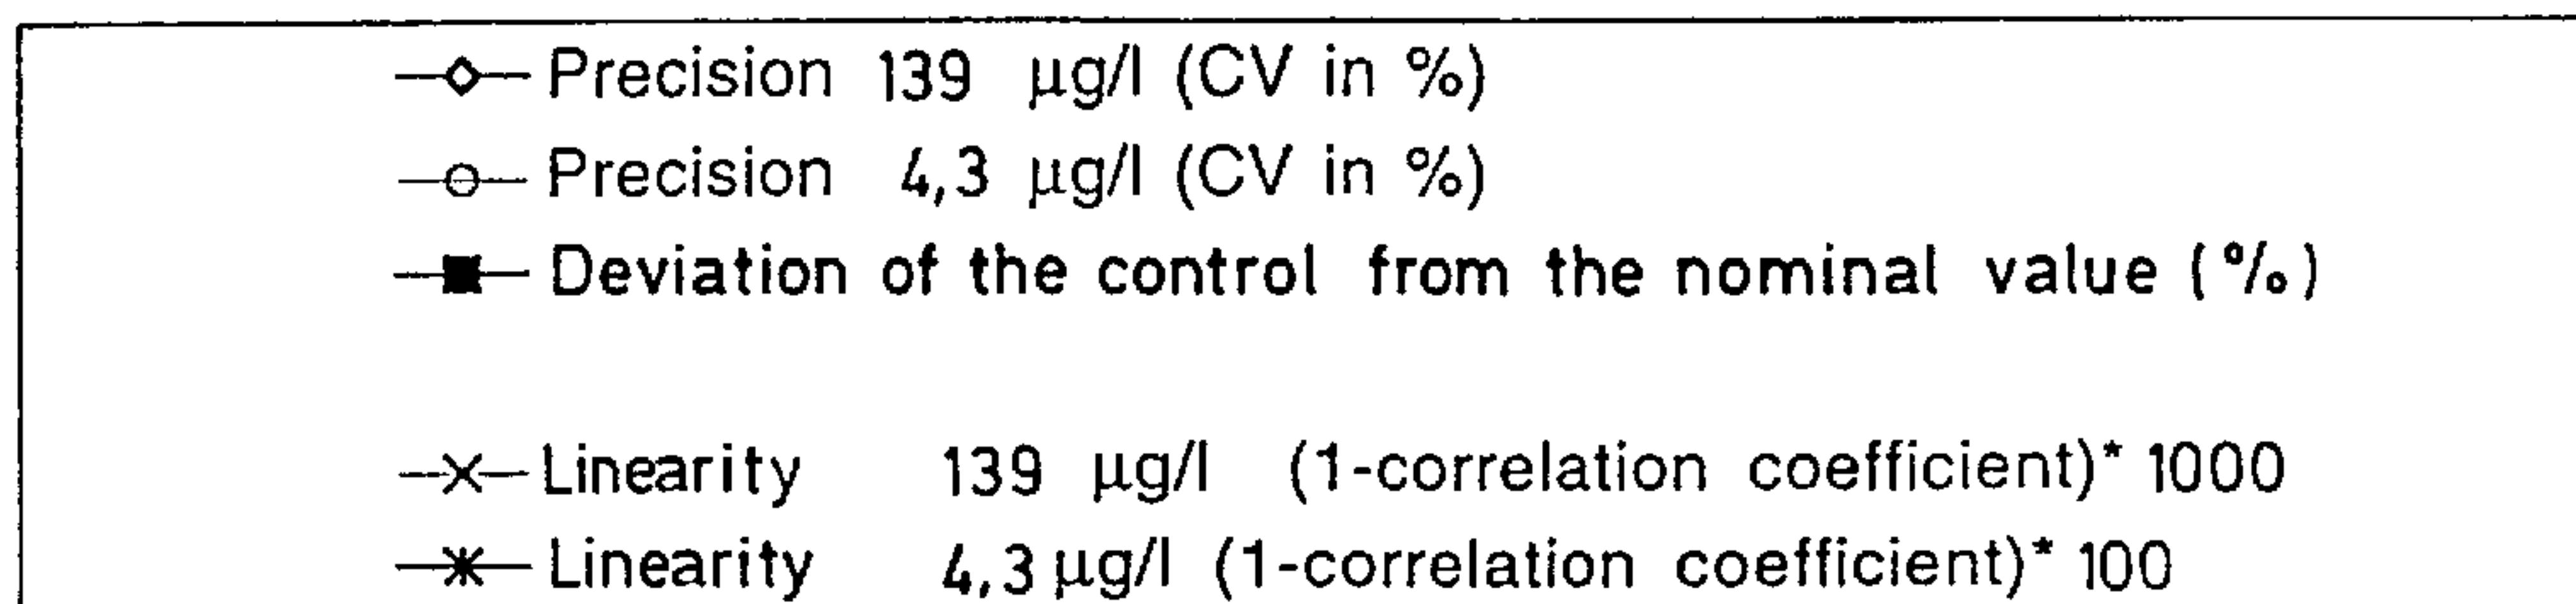 Precision 139 µg/l (CV in %)
Precision 4,3 µg/l (CV in %)
Deviation of the control from the nominal value (%)
Linearity 139 µg/l (1-correlation coefficient)* 1000
Linearity 4,3 µg/l (1-correlation coefficient)* 100